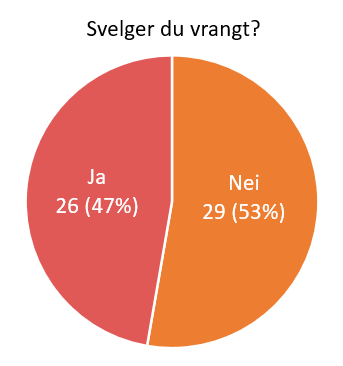 Svelger du vrangt?
Ja
26 (47%)
Nei
29 (53%)